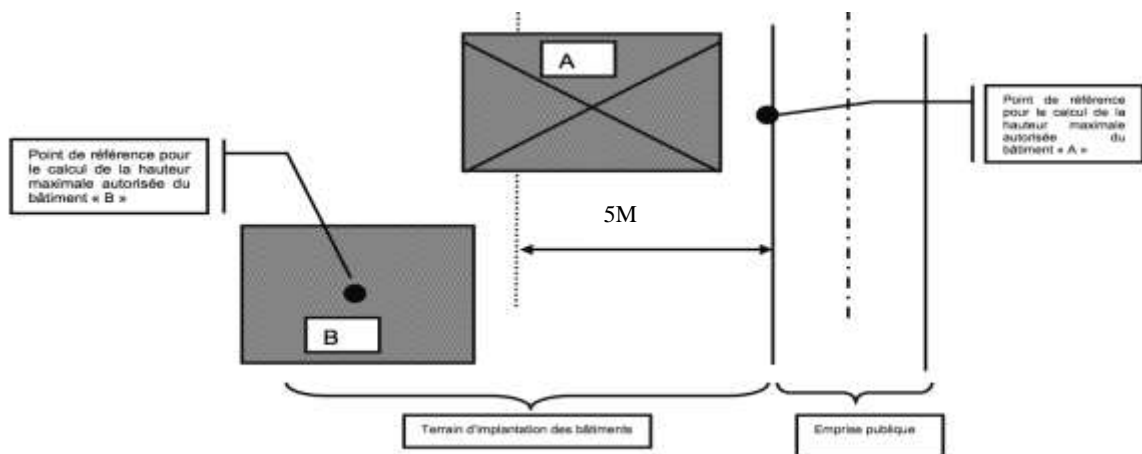 A
Point de référence
pour le calcul de la
hauteur maximale
autorisée du
bâtiment « A »
Point de référence pour
le calcul de la hauteur
maximale autorisée du
bâtiment « B »
5M
B
Terrain d'implantation des bâtiments
Emprise publique